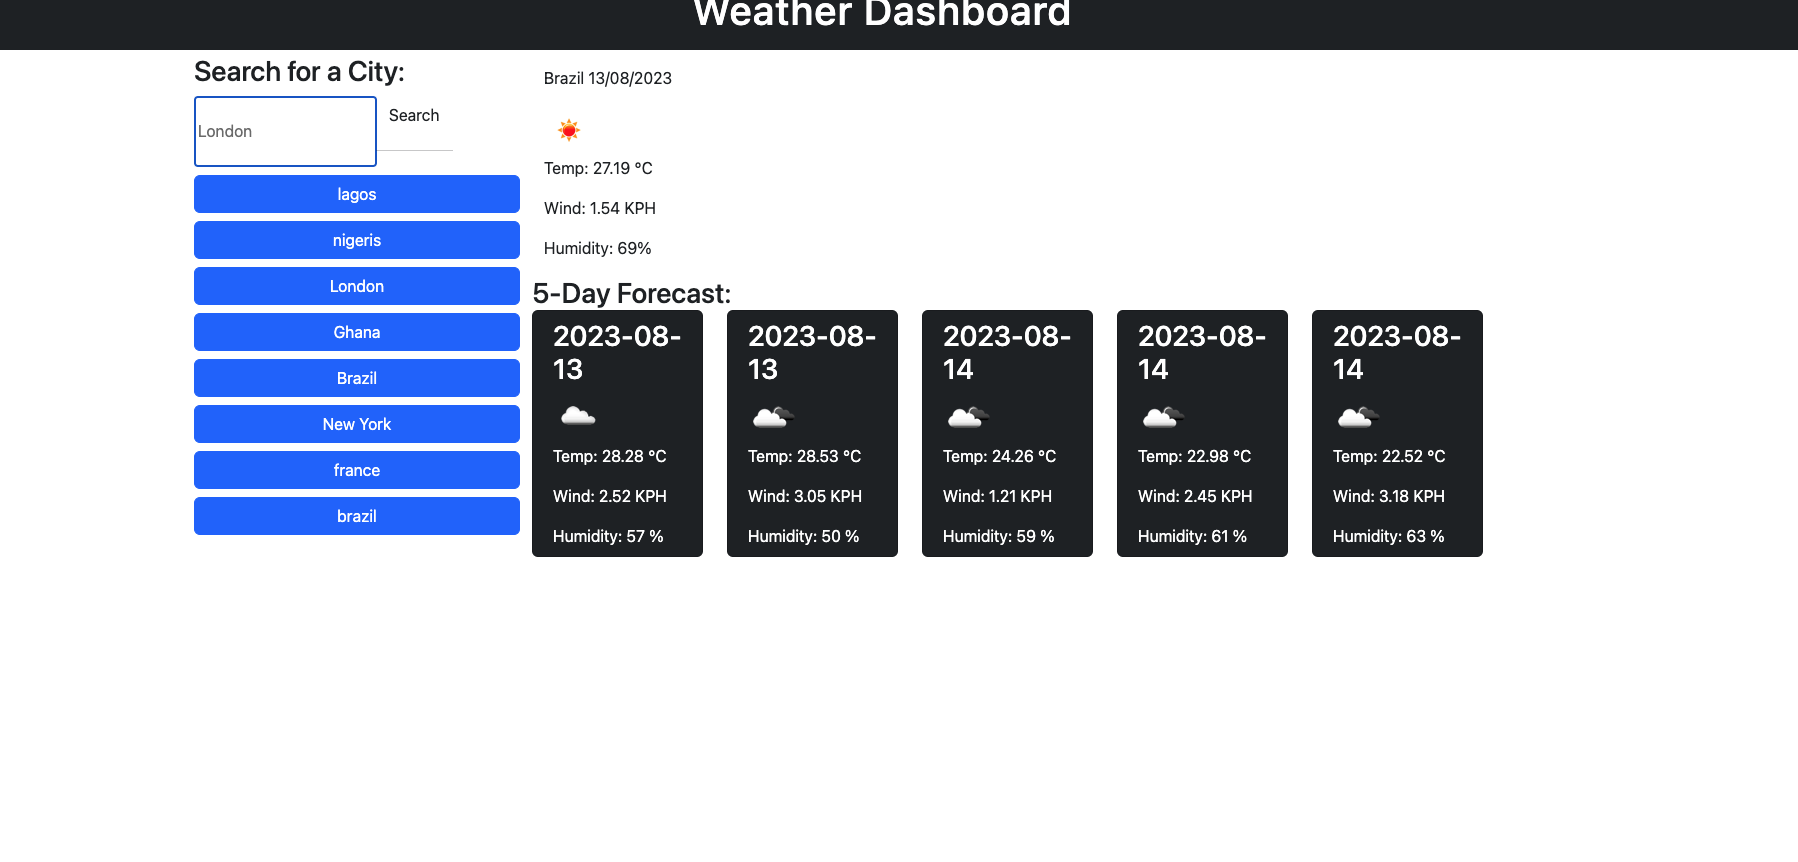 Weather Dashboard
Search for a City:
London
Search
lagos
nigeris
London
Ghana
Brazil
New York
france
brazil
Brazil 13/08/2023
Temp: 27.19 °C
Wind: 1.54 KPH
Humidity: 69%
5-Day Forecast:
2023-08-
13
Temp: 28.28 °C
Wind: 2.52 KPH
Humidity: 57 %
2023-08-
13
Temp: 28.53 °C
Wind: 3.05 KPH
Humidity: 50 %
2023-08-
14
Temp: 24.26 °C
Wind: 1.21 KPH
Humidity: 59 %
2023-08-
14
Temp: 22.98 °C
Wind: 2.45 KPH
Humidity: 61 %
2023-08-
14
Temp: 22.52 °C
Wind: 3.18 KPH
Humidity: 63 %